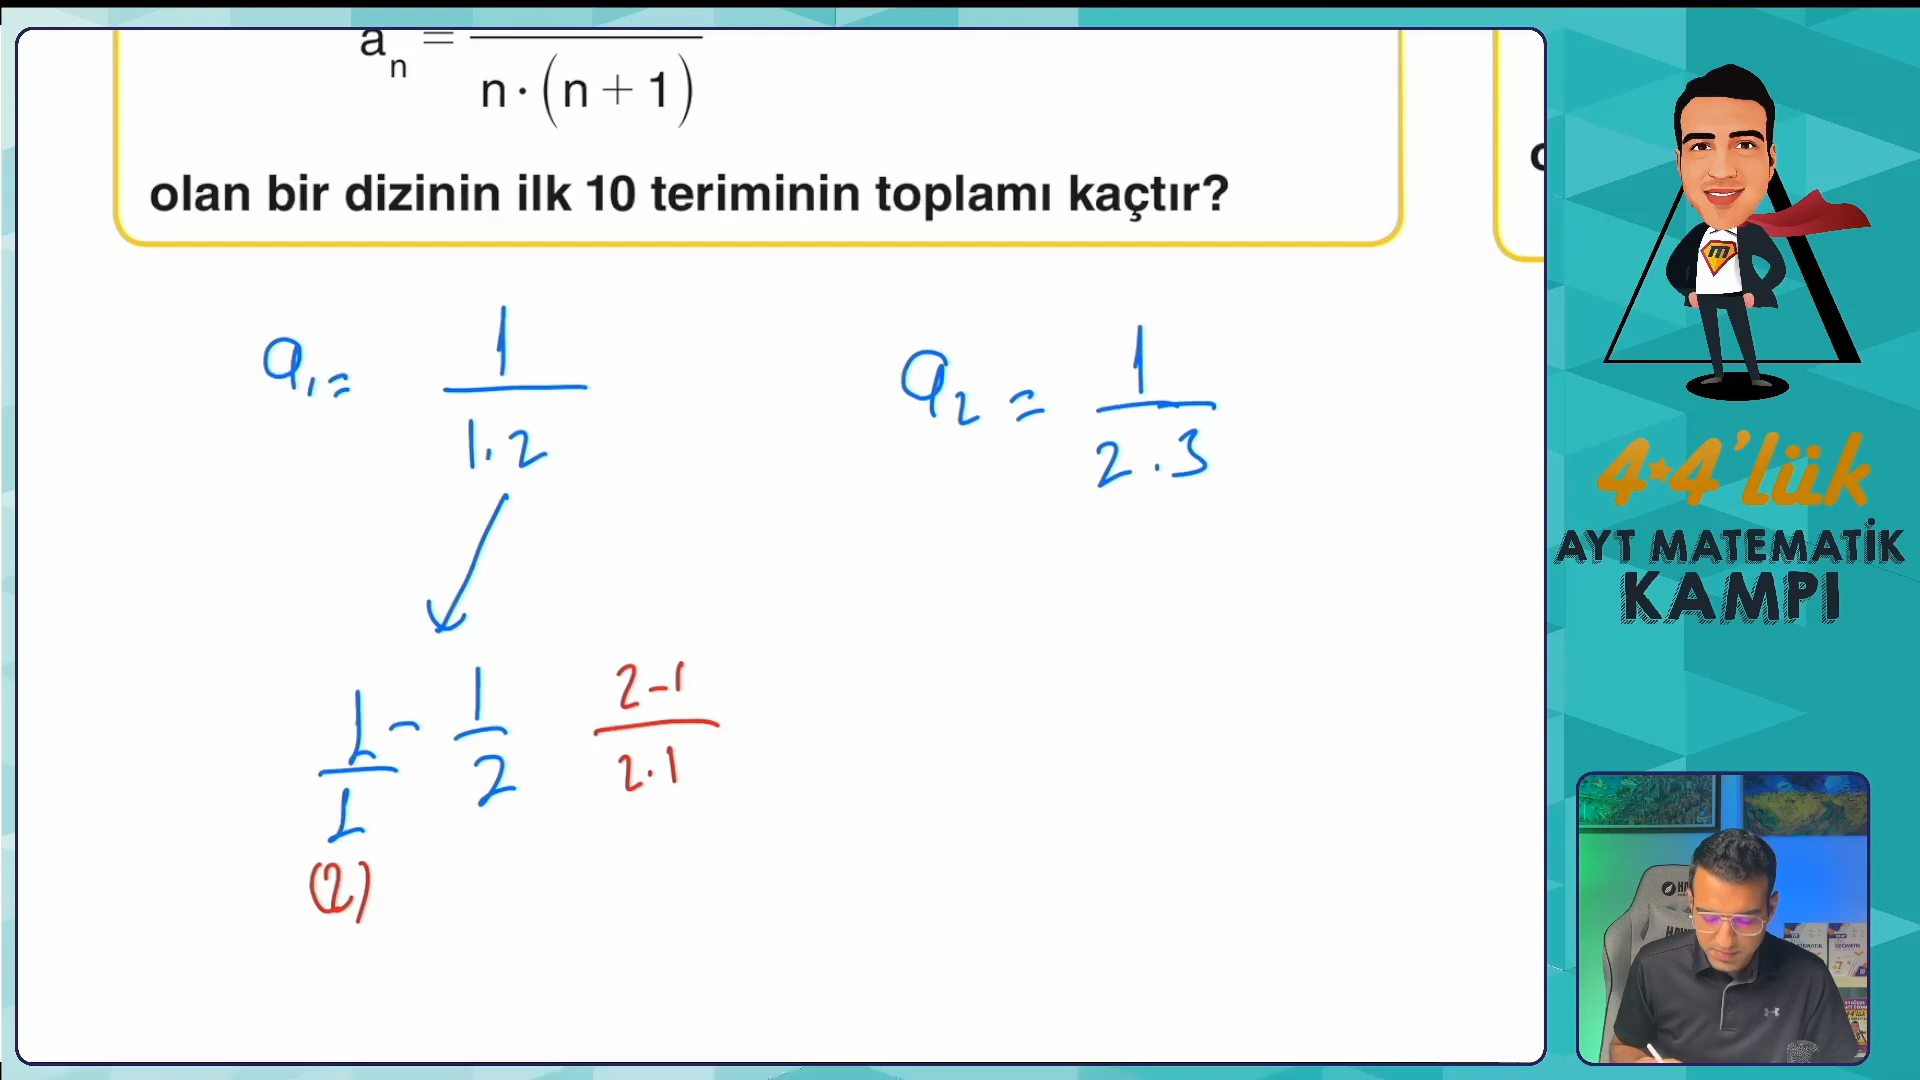 a_n = ─────
n · (n + 1)
olan bir dizinin ilk 10 teriminin toplamı kaçtır?
a₁ = 1 / 1.2
a₂ = 1 / 2.3
1/1 - 1/2
(2)
2-1 / 2.1
m
4*4'lük
AYT MATEMATİK
KAMPI